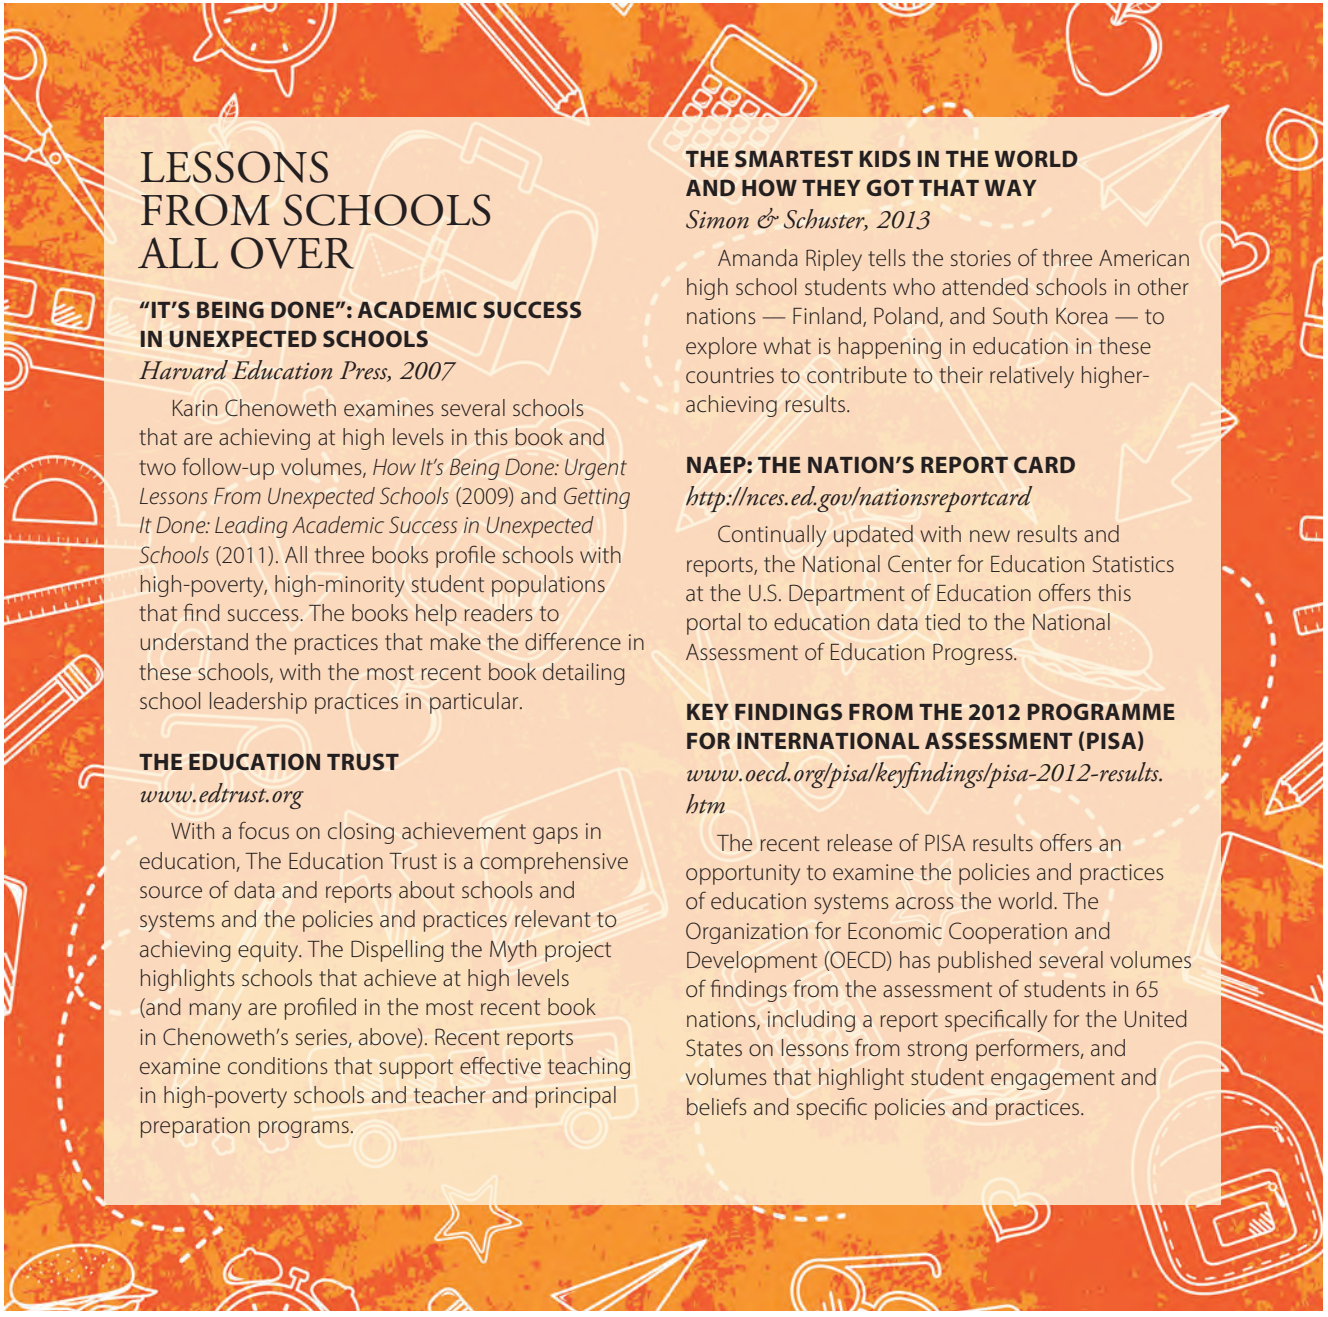 LESSONS
FROM SCHOOLS
ALL OVER
“IT’S BEING DONE”: ACADEMIC SUCCESS
IN UNEXPECTED SCHOOLS
Harvard Education Press, 2007
Karin Chenoweth examines several schools
that are achieving at high levels in this book and
two follow-up volumes, How It’s Being Done: Urgent
Lessons From Unexpected Schools (2009) and Getting
It Done: Leading Academic Success in Unexpected
Schools (2011). All three books profile schools with
high-poverty, high-minority student populations
that find success. The books help readers to
understand the practices that make the difference in
these schools, with the most recent book detailing
school leadership practices in particular.
THE EDUCATION TRUST
www.edtrust.org
With a focus on closing achievement gaps in
education, The Education Trust is a comprehensive
source of data and reports about schools and
systems and the policies and practices relevant to
achieving equity. The Dispelling the Myth project
highlights schools that achieve at high levels
(and many are profiled in the most recent book
in Chenoweth’s series, above). Recent reports
examine conditions that support effective teaching
in high-poverty schools and teacher and principal
preparation programs.
THE SMARTEST KIDS IN THE WORLD
AND HOW THEY GOT THAT WAY
Simon & Schuster, 2013
Amanda Ripley tells the stories of three American
high school students who attended schools in other
nations — Finland, Poland, and South Korea — to
explore what is happening in education in these
countries to contribute to their relatively higher-
achieving results.
NAEP: THE NATION’S REPORT CARD
http://nces.ed.gov/nationsreportcard
Continually updated with new results and
reports, the National Center for Education Statistics
at the U.S. Department of Education offers this
portal to education data tied to the National
Assessment of Education Progress.
KEY FINDINGS FROM THE 2012 PROGRAMME
FOR INTERNATIONAL ASSESSMENT (PISA)
www.oecd.org/pisa/keyfindings/pisa-2012-results.
htm
The recent release of PISA results offers an
opportunity to examine the policies and practices
of education systems across the world. The
Organization for Economic Cooperation and
Development (OECD) has published several volumes
of findings from the assessment of students in 65
nations, including a report specifically for the United
States on lessons from strong performers, and
volumes that highlight student engagement and
beliefs and specific policies and practices.